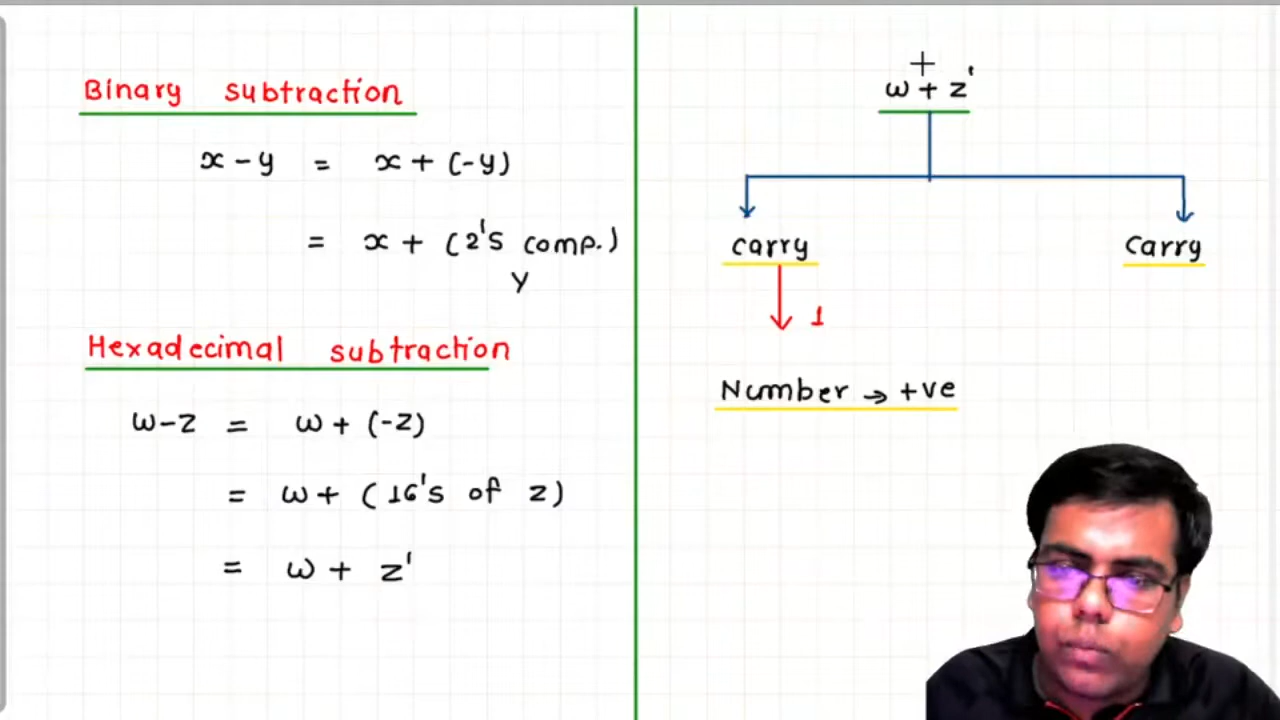 Binary subtraction
x - y = x + (-y)
= x + (2's comp.)
y
Hexadecimal subtraction
w-z = w + (-z)
= w + (16's of z)
= w + z'
w + z'
carry
carry
1
Number → +ve